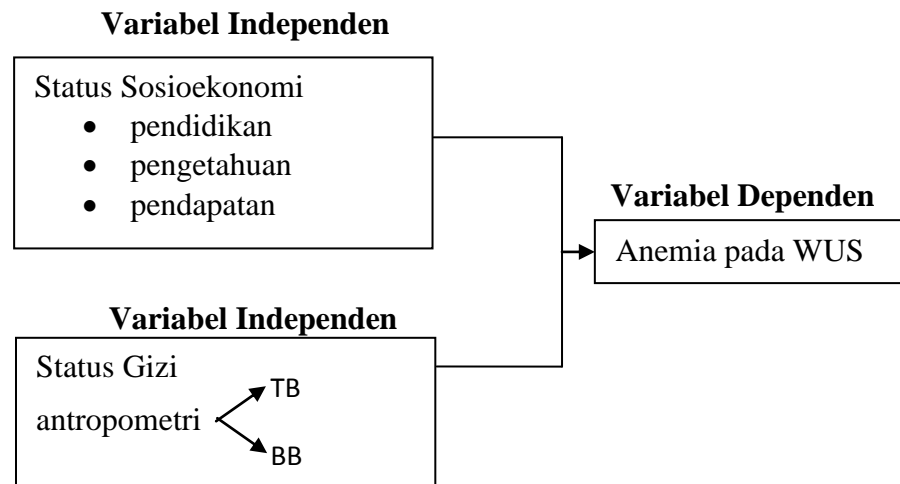 Variabel Independen
Status Sosioekonomi
• pendidikan
• pengetahuan
• pendapatan
Variabel Dependen
Anemia pada WUS
Variabel Independen
Status Gizi
TB
antropometri
BB